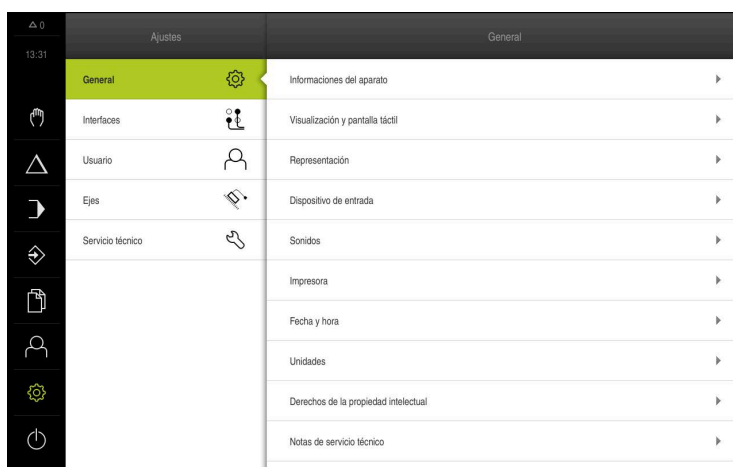 △ 0
13:31
Ajustes
General
General
Interfaces
Usuario
Ejes
Servicio técnico
Informaciones del aparato
Visualización y pantalla táctil
Representación
Dispositivo de entrada
Sonidos
Impresora
Fecha y hora
Unidades
Derechos de la propiedad intelectual
Notas de servicio técnico